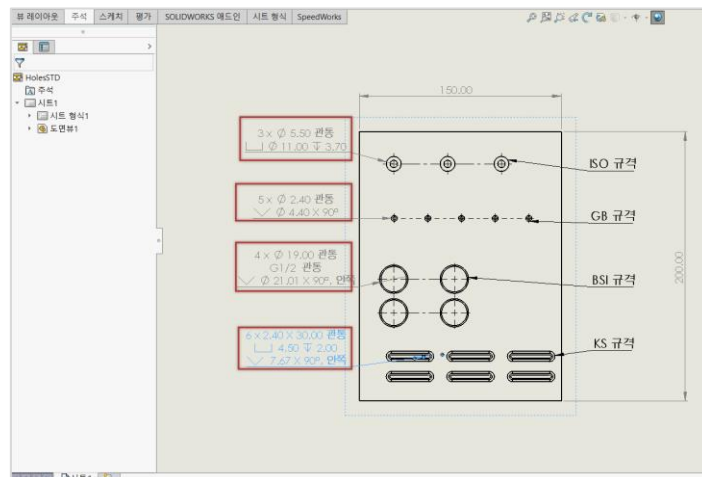 뷰 레이아웃 주석 스케치 평가 SOLIDWORKS 애드인 시트 형식 SpeedWorks
HolesSTD
주석
시트1
시트 형식1
도면뷰1
150.00
3 x Ø 5.50 관통
⌴ Ø 11.00 ↧ 3.70
ISO 규격
5 x Ø 2.40 관통
⌵ Ø 4.40 X 90°
GB 규격
4 x Ø 19.00 관통
G1/2 관통
⌵ Ø 21.01 X 90°, 안쪽
BSI 규격
200.00
6 x 2.40 X 30.00 관통
⌴ 4.50 ↧ 2.00
⌵ 7.67 X 90°, 안쪽
KS 규격